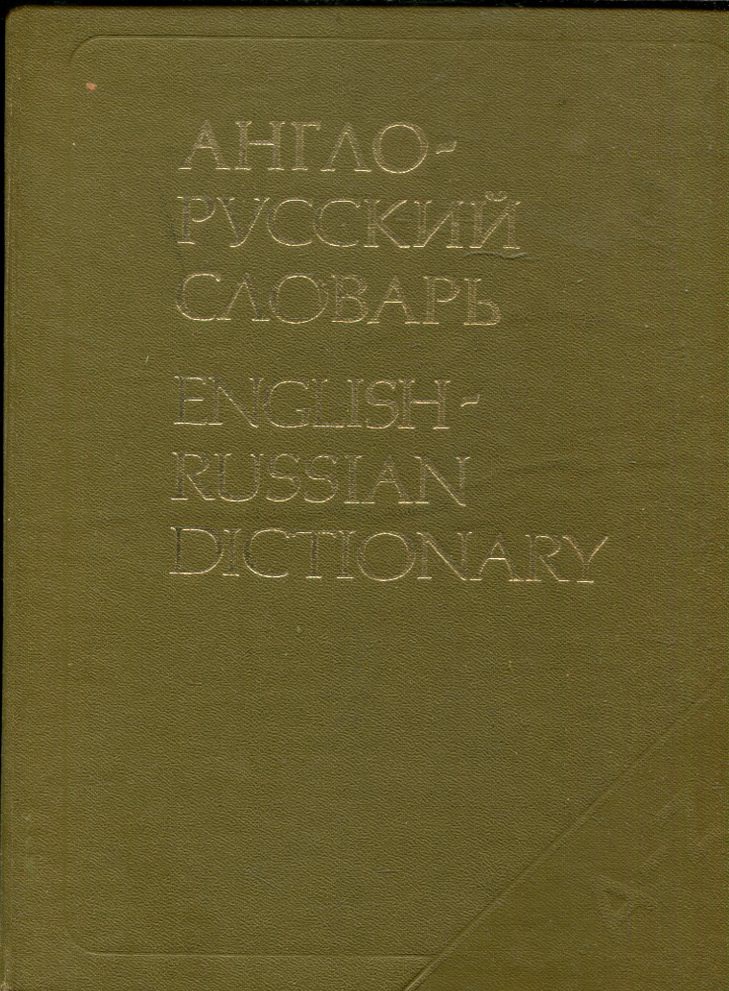 АНГЛО-
РУССКИЙ
СЛОВАРЬ
ENGLISH-
RUSSIAN
DICTIONARY